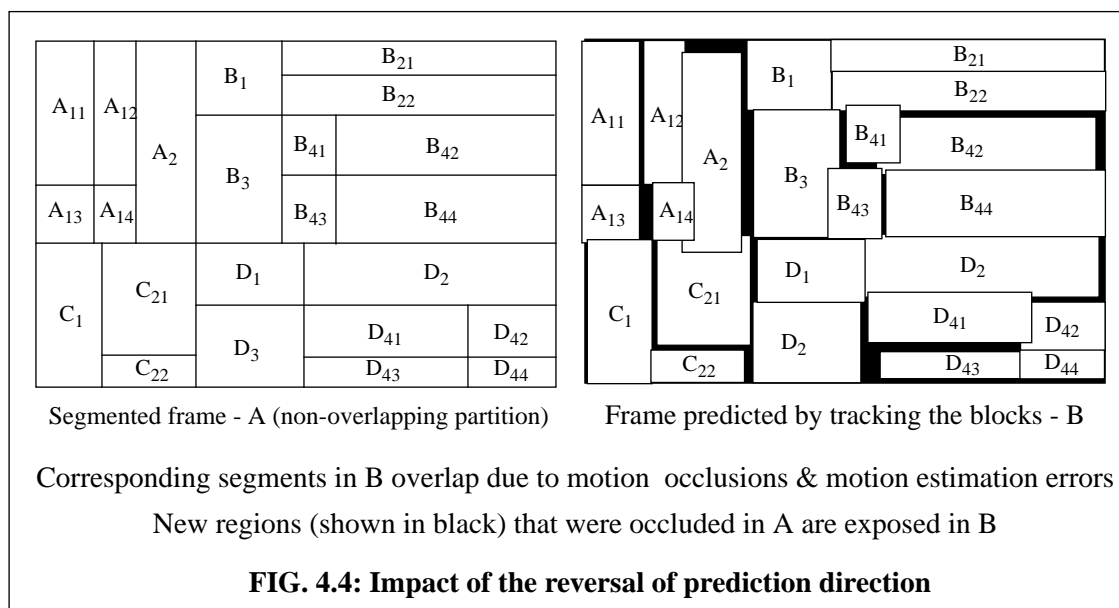 A11 A12 A2 B1 B21
B22
B3 B41 B42
A13 A14 B43 B44
C1 C21 D1 D2
D3 D41 D42
C22 D43 D44
A11 A12 A2 B1 B21
B22
B3 B41 B42
A13 A14 B43 B44
C1 C21 D1 D2
D2 D41 D42
C22 D43 D44
Segmented frame - A (non-overlapping partition)
Frame predicted by tracking the blocks - B
Corresponding segments in B overlap due to motion occlusions & motion estimation errors
New regions (shown in black) that were occluded in A are exposed in B
FIG. 4.4: Impact of the reversal of prediction direction